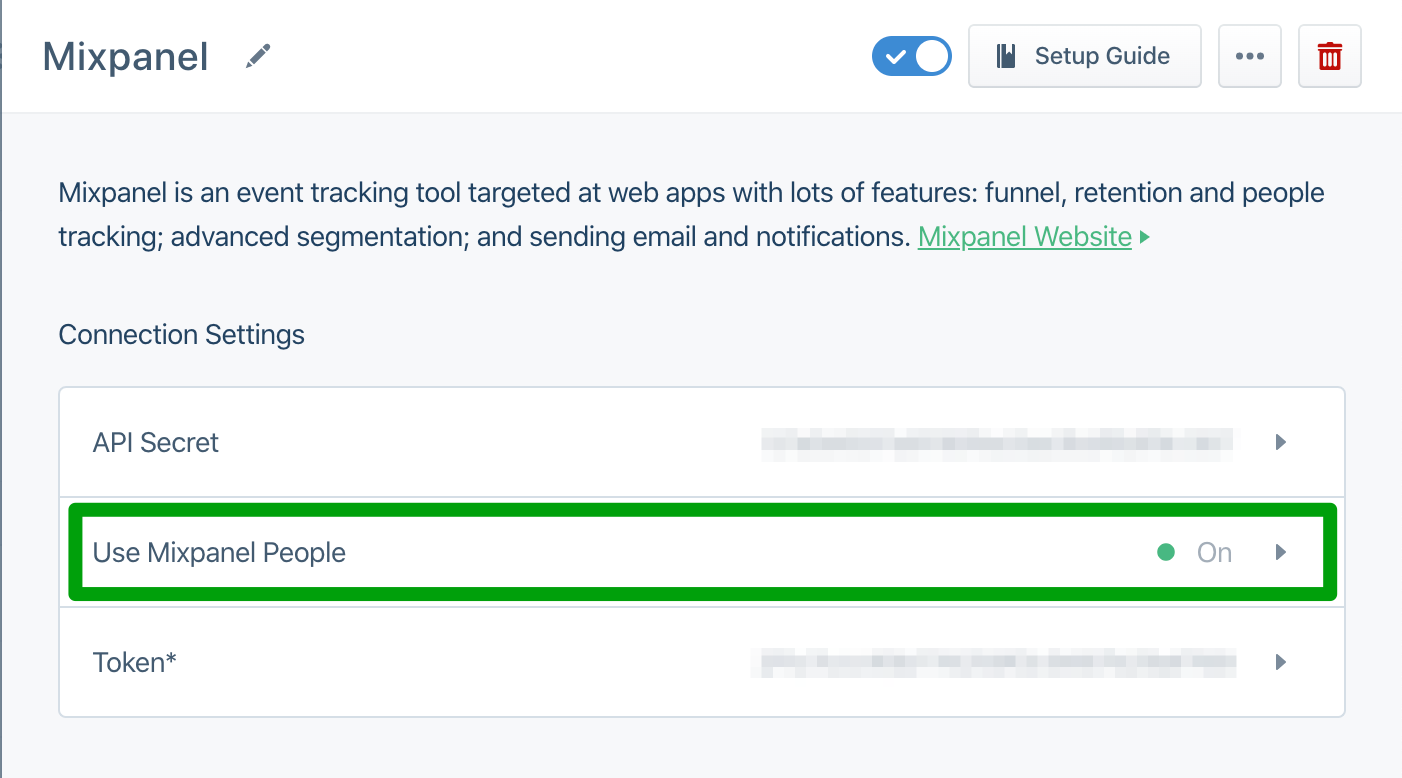 Mixpanel
Setup Guide
Mixpanel is an event tracking tool targeted at web apps with lots of features: funnel, retention and people
tracking; advanced segmentation; and sending email and notifications. Mixpanel Website
Connection Settings
API Secret
Use Mixpanel People
On
Token*